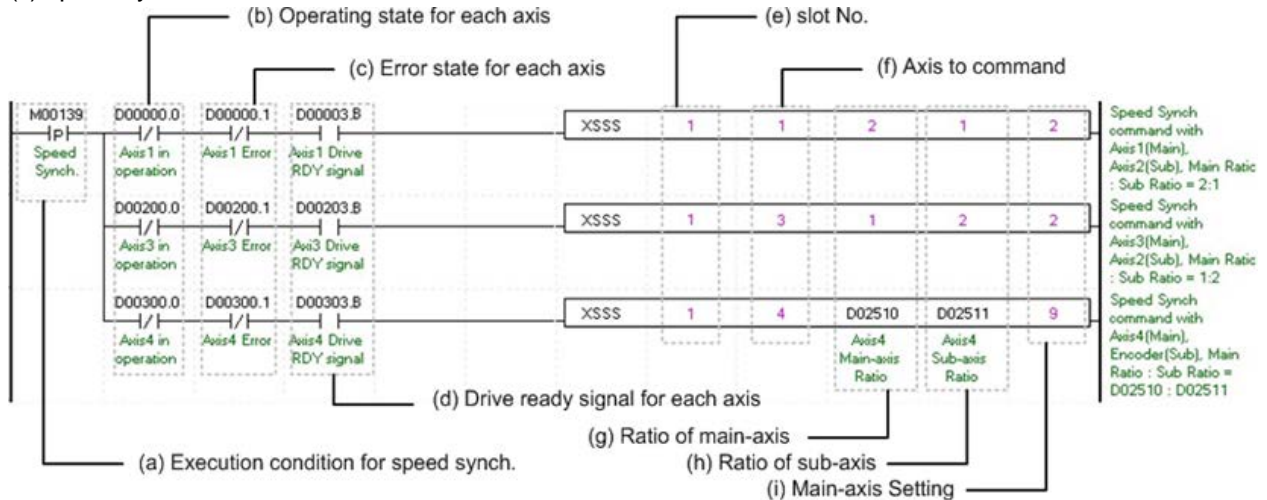 (b) Operating state for each axis
(e) slot No.
(c) Error state for each axis
(f) Axis to command
M00139
P
Speed
Synch.
D00000.0
Axis1 in
operation
D00000.1
Axis1 Error
D00003.B
Axis1 Drive
RDY signal
XSSS 1 1 2 1 2
Speed Synch
command with
Axis1(Main),
Axis2(Sub), Main Ratio
: Sub Ratio = 2:1
D00200.0
Axis3 in
operation
D00200.1
Axis3 Error
D00203.B
Axi3 Drive
RDY signal
XSSS 1 3 1 2 2
Speed Synch
command with
Axis3(Main),
Axis2(Sub), Main Ratio
: Sub Ratio = 1:2
D00300.0
Axis4 in
operation
D00300.1
Axis4 Error
D00303.B
Axis4 Drive
RDY signal
XSSS 1 4 D02510 D02511 9
Axis4
Main-axis
Ratio
Axis4
Sub-axis
Ratio
Speed Synch
command with
Axis4(Main),
Encoder(Sub), Main
Ratio : Sub Ratio =
D02510 : D02511
(d) Drive ready signal for each axis
(g) Ratio of main-axis
(a) Execution condition for speed synch.
(h) Ratio of sub-axis
(i) Main-axis Setting